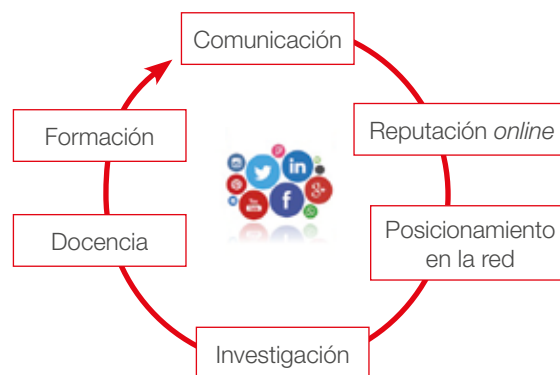 Comunicación
Reputación online
Posicionamiento
en la red
Investigación
Docencia
Formación